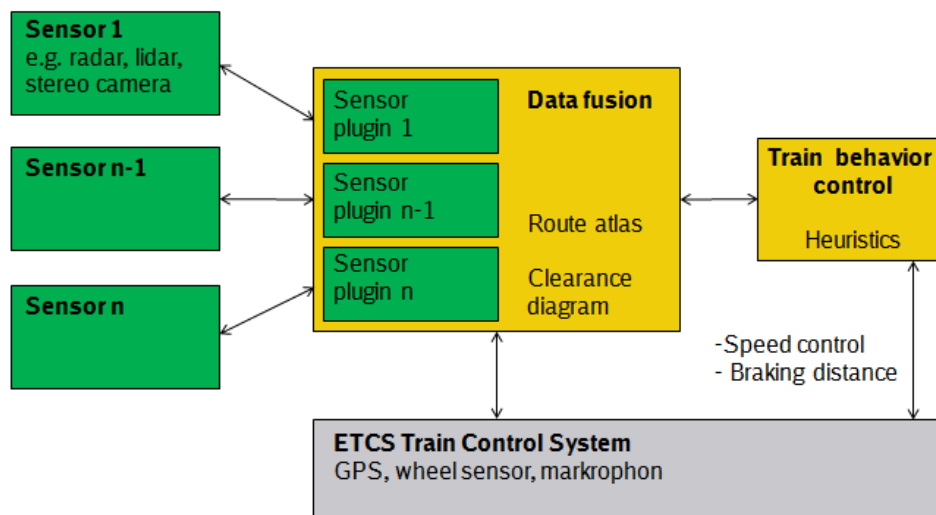 Sensor 1
e.g. radar, lidar,
stereo camera
Sensor n-1
Sensor n
Sensor
plugin 1
Sensor
plugin n-1
Sensor
plugin n
Data fusion
Route atlas
Clearance
diagram
Train behavior
control
Heuristics
-Speed control
- Braking distance
ETCS Train Control System
GPS, wheel sensor, markrophon